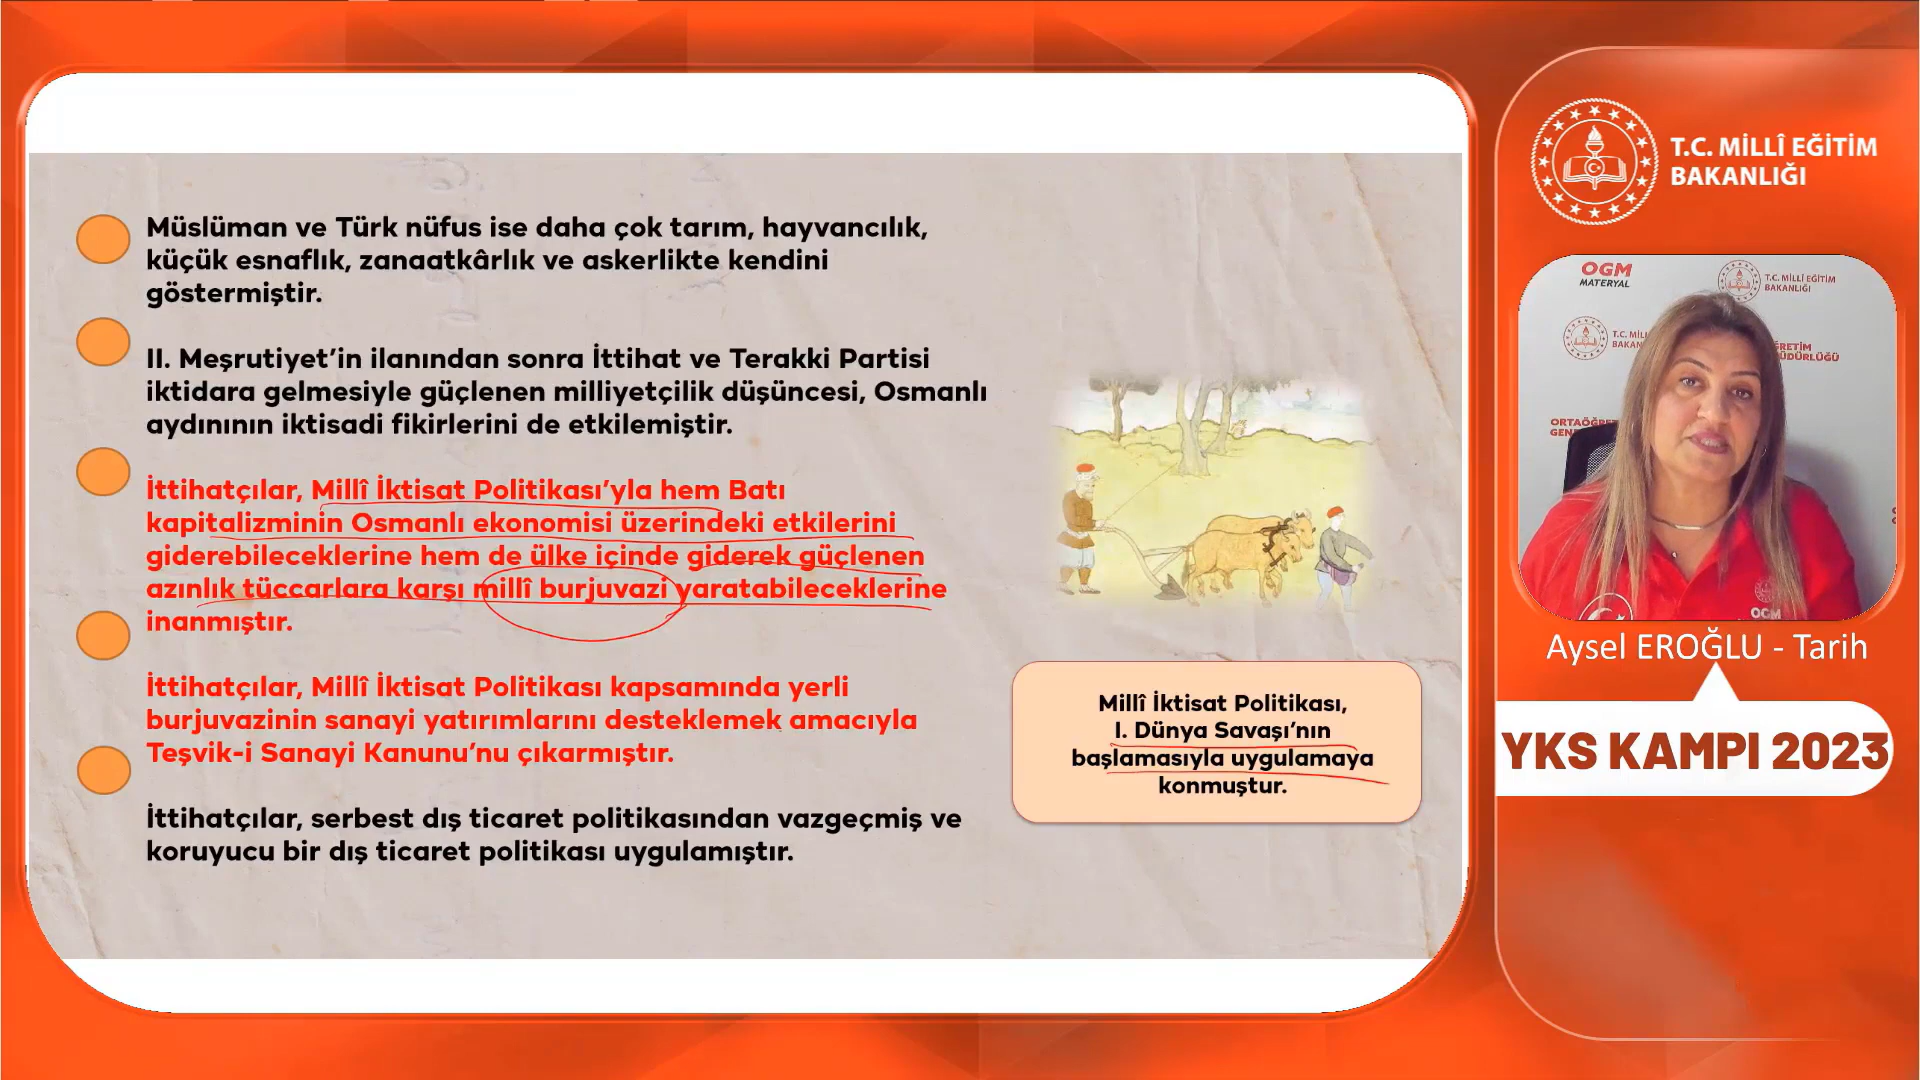 Müslüman ve Türk nüfus ise daha çok tarım, hayvancılık,
küçük esnaflık, zanaatkârlık ve askerlikte kendini
göstermiştir.
II. Meşrutiyet’in ilanından sonra İttihat ve Terakki Partisi
iktidara gelmesiyle güçlenen milliyetçilik düşüncesi, Osmanlı
aydınının iktisadi fikirlerini de etkilemiştir.
İttihatçılar, Millî İktisat Politikası’yla hem Batı
kapitalizminin Osmanlı ekonomisi üzerindeki etkilerini
giderebileceklerine hem de ülke içinde giderek güçlenen
azınlık tüccarlara karşı millî burjuvazi yaratabileceklerine
inanmıştır.
İttihatçılar, Millî İktisat Politikası kapsamında yerli
burjuvazinin sanayi yatırımlarını desteklemek amacıyla
Teşvik-i Sanayi Kanunu’nu çıkarmıştır.
İttihatçılar, serbest dış ticaret politikasından vazgeçmiş ve
koruyucu bir dış ticaret politikası uygulamıştır.
Millî İktisat Politikası,
I. Dünya Savaşı’nın
başlamasıyla uygulamaya
konmuştur.
T.C. MİLLÎ EĞİTİM
BAKANLIĞI
OGM
MATERYAL
T.C. MİLLÎ EĞİTİM
BAKANLIĞI
OGM
Aysel EROĞLU - Tarih
YKS KAMPI 2023